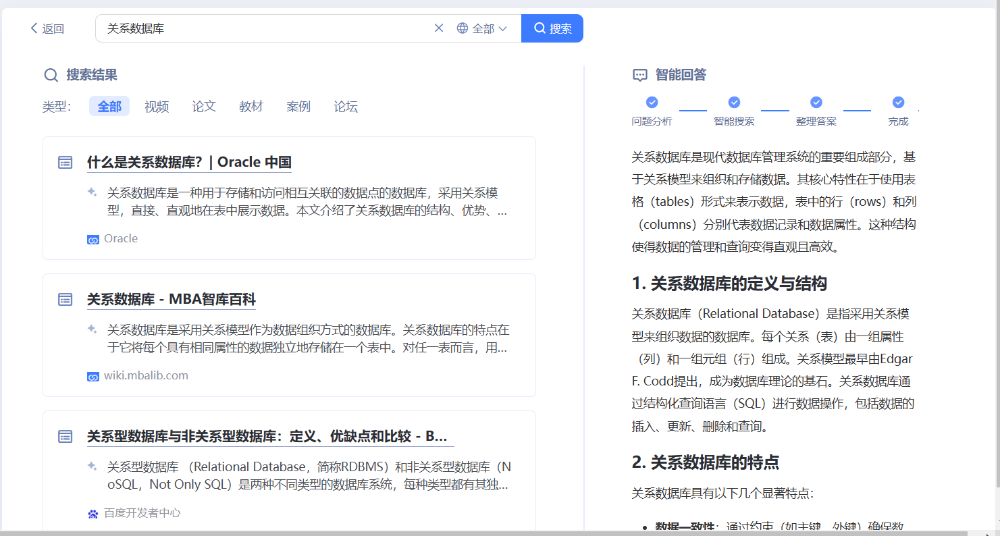 返回
关系数据库
全部
搜索
搜索结果
类型：
全部
视频
论文
教材
案例
论坛
什么是关系数据库？| Oracle 中国
关系数据库是一种用于存储和访问相互关联的数据点的数据库，采用关系模
型，直接、直观地在表中展示数据。本文介绍了关系数据库的结构、优势、...
Oracle
关系数据库 - MBA智库百科
关系数据库是采用关系模型作为数据组织方式的数据库。关系数据库的特点在
于它将每个具有相同属性的数据独立地存储在一个表中。对任一表而言，用...
wiki.mbalib.com
关系型数据库与非关系型数据库：定义、优缺点和比较 - B...
关系型数据库 （Relational Database，简称RDBMS）和非关系型数据库（N
oSQL，Not Only SQL）是两种不同类型的数据库系统，每种类型都有其独...
百度开发者中心
智能回答
问题分析
智能搜索
整理答案
完成
关系数据库是现代数据库管理系统的重要组成部分，基
于关系模型来组织和存储数据。其核心特性在于使用表
格（tables）形式来表示数据，表中的行（rows）和列
（columns）分别代表数据记录和数据属性。这种结构
使得数据的管理和查询变得直观且高效。
1. 关系数据库的定义与结构
关系数据库（Relational Database）是指采用关系模
型来组织数据的数据库。每个关系（表）由一组属性
（列）和一组元组（行）组成。关系模型最早由Edgar
F. Codd提出，成为数据库理论的基石。关系数据库通
过结构化查询语言（SQL）进行数据操作，包括数据的
插入、更新、删除和查询。
2. 关系数据库的特点
关系数据库具有以下几个显著特点：
• 数据一致性：通过约束（如主键、外键）确保数